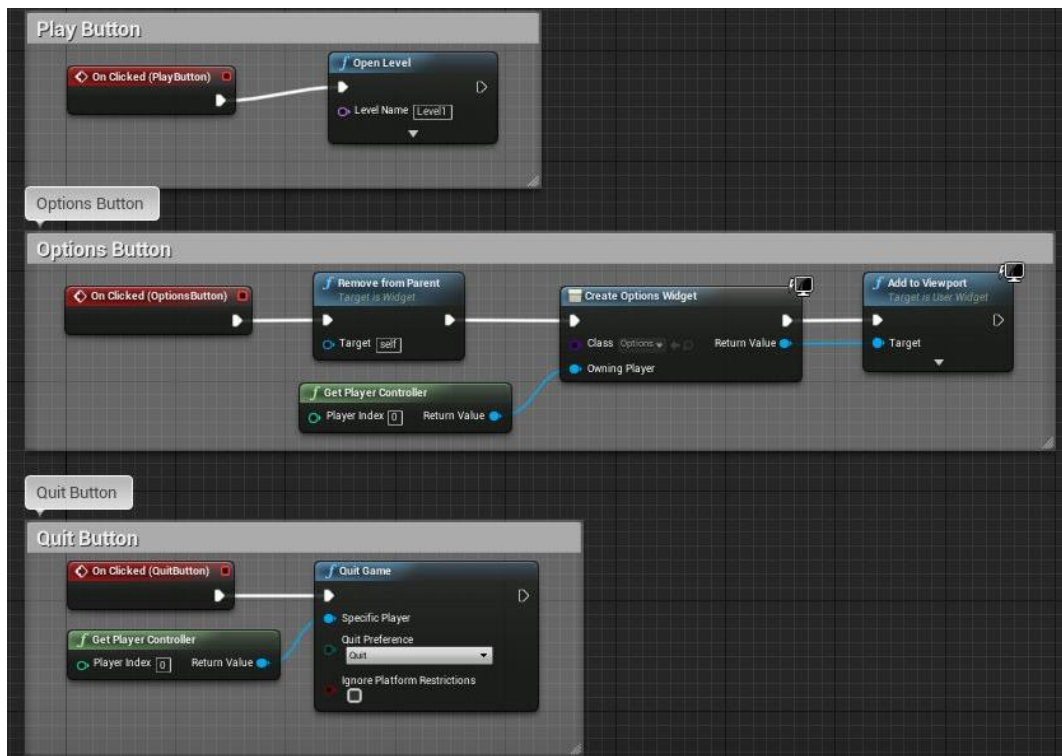 Play Button
On Clicked (PlayButton)
Open Level
Level Name Level1
Options Button
Options Button
On Clicked (OptionsButton)
Remove from Parent
Target is Widget
Target self
Get Player Controller
Player Index 0 Return Value
Create Options Widget
Class Options Return Value
Owning Player
Add to Viewport
Target is User Widget
Target
Quit Button
Quit Button
On Clicked (QuitButton)
Get Player Controller
Player Index 0 Return Value
Quit Game
Specific Player
Quit Preference
Quit
Ignore Platform Restrictions